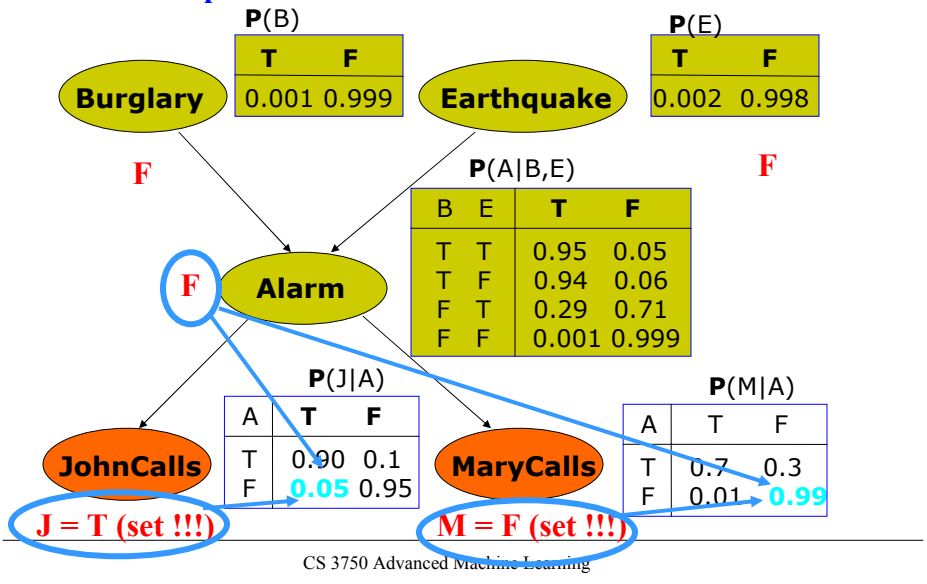 P(B)
T F
0.001 0.999
P(E)
T F
0.002 0.998
Burglary
Earthquake
F
F
P(A|B,E)
B E T F
T T 0.95 0.05
T F 0.94 0.06
F T 0.29 0.71
F F 0.001 0.999
F
Alarm
P(J|A)
A T F
T 0.90 0.1
F 0.05 0.95
P(M|A)
A T F
T 0.7 0.3
F 0.01 0.99
JohnCalls
MaryCalls
J = T (set !!!)
M = F (set !!!)
CS 3750 Advanced Machine Learning